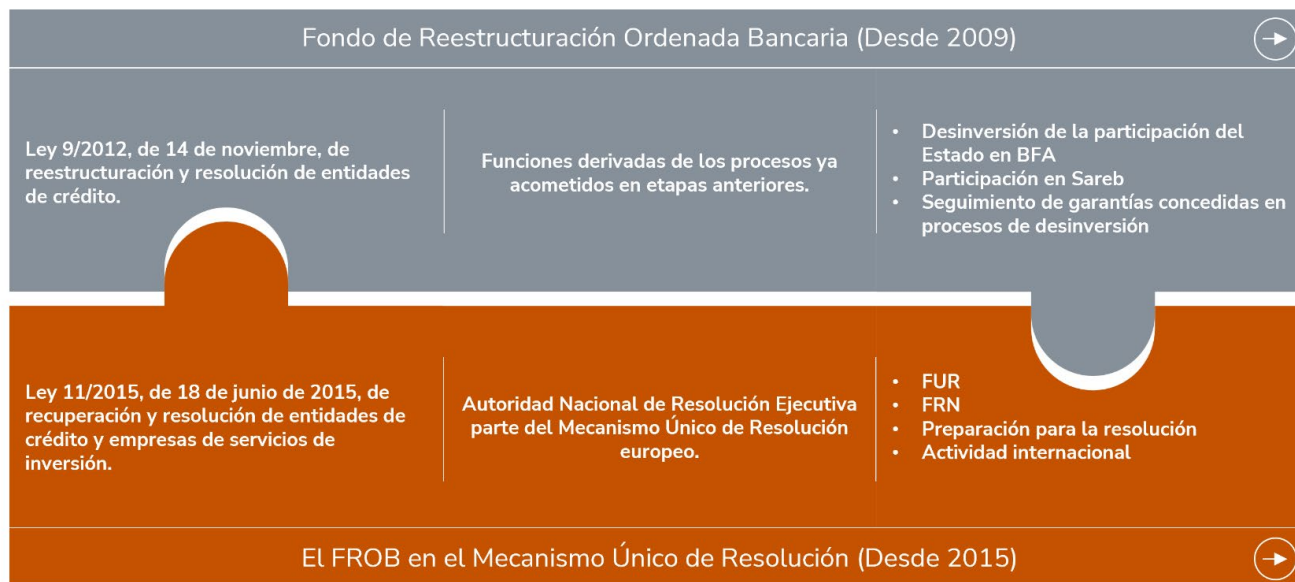 Fondo de Reestructuración Ordenada Bancaria (Desde 2009)
Ley 9/2012, de 14 de noviembre, de
reestructuración y resolución de entidades
de crédito.
Funciones derivadas de los procesos ya
acometidos en etapas anteriores.
• Desinversión de la participación del
Estado en BFA
• Participación en Sareb
• Seguimiento de garantías concedidas en
procesos de desinversión
Ley 11/2015, de 18 de junio de 2015, de
recuperación y resolución de entidades de
crédito y empresas de servicios de
inversión.
Autoridad Nacional de Resolución Ejecutiva
parte del Mecanismo Único de Resolución
europeo.
• FUR
• FRN
• Preparación para la resolución
• Actividad internacional
El FROB en el Mecanismo Único de Resolución (Desde 2015)